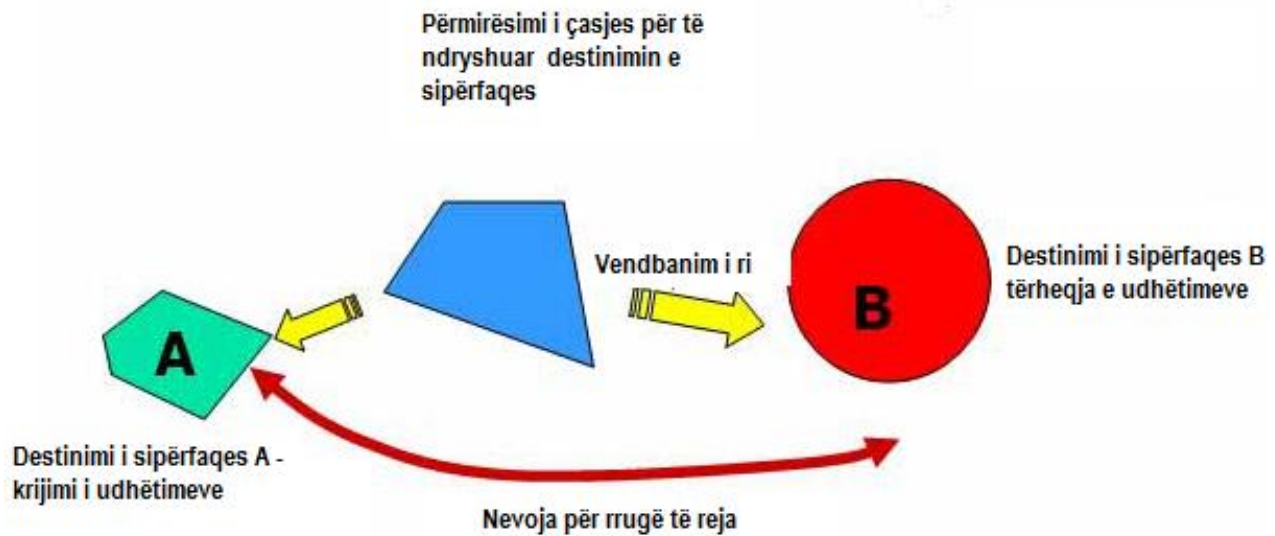 Përmirësimi i çasjes për të
ndryshuar destinimin e
sipërfaqes
Vendbanim i ri
B
Destinimi i sipërfaqes B
tërheqja e udhëtimeve
A
Destinimi i sipërfaqes A -
krijimi i udhëtimeve
Nevoja për rrugë të reja